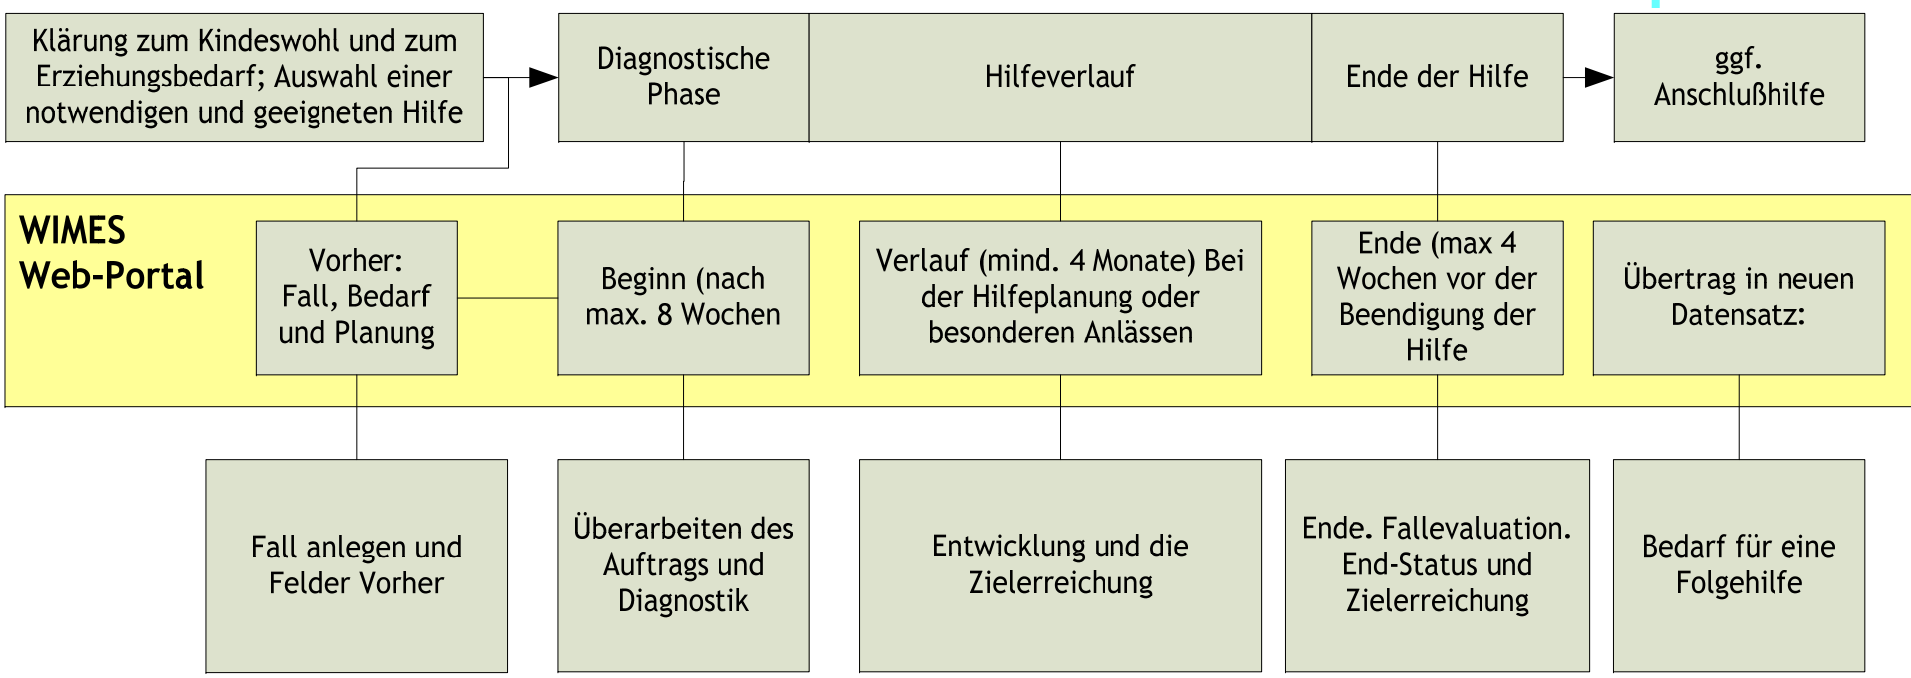 Klärung zum Kindeswohl und zum
Erziehungsbedarf; Auswahl einer
notwendigen und geeigneten Hilfe
Diagnostische
Phase
Hilfeverlauf
Ende der Hilfe
ggf.
Anschlußhilfe
WIMES
Web-Portal
Vorher:
Fall, Bedarf
und Planung
Beginn (nach
max. 8 Wochen
Verlauf (mind. 4 Monate) Bei
der Hilfeplanung oder
besonderen Anlässen
Ende (max 4
Wochen vor der
Beendigung der
Hilfe
Übertrag in neuen
Datensatz:
Fall anlegen und
Felder Vorher
Überarbeiten des
Auftrags und
Diagnostik
Entwicklung und die
Zielerreichung
Ende. Fallevaluation.
End-Status und
Zielerreichung
Bedarf für eine
Folgehilfe